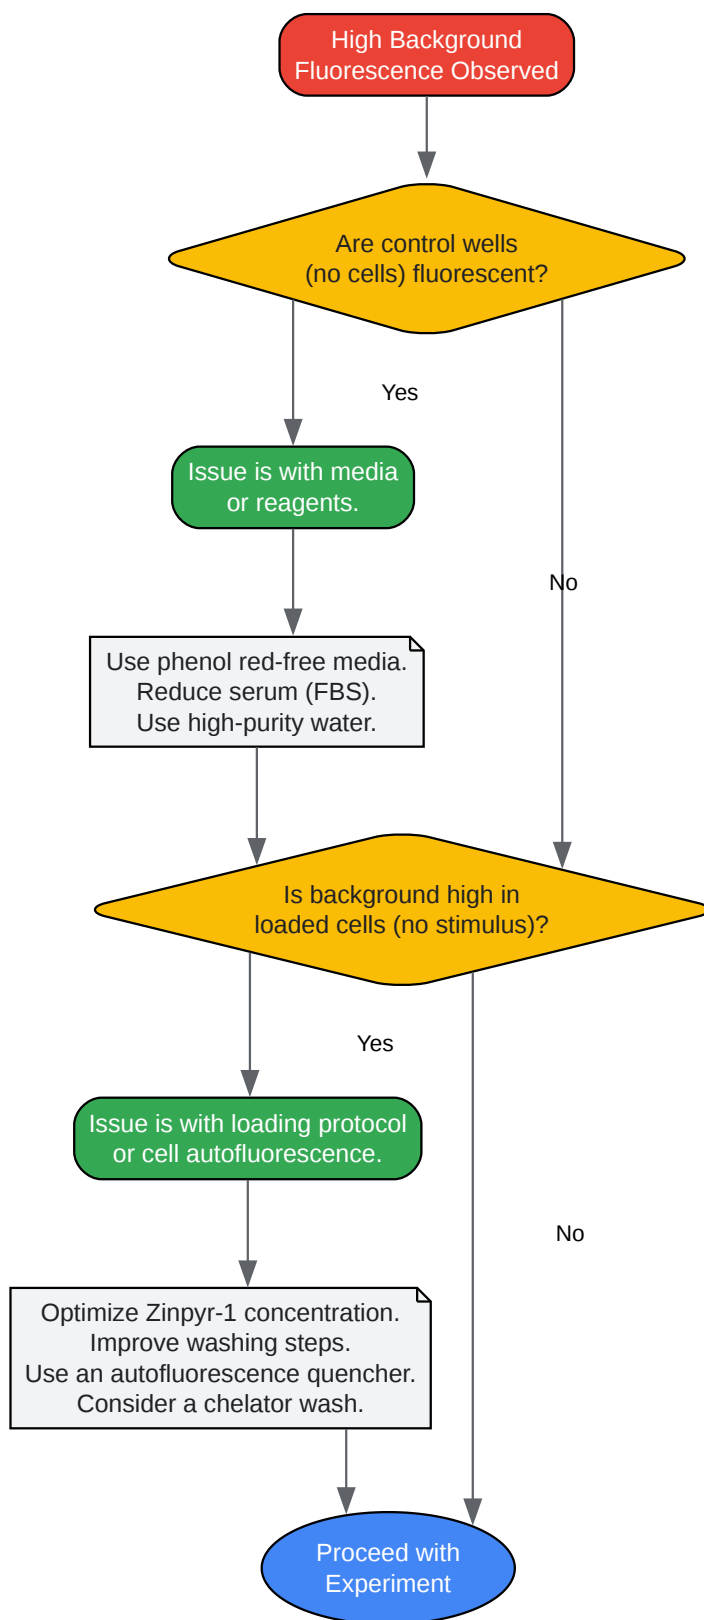 High Background
Fluorescence Observed
Are control wells
(no cells) fluorescent?
Yes
Issue is with media
or reagents.
No
Use phenol red-free media.
Reduce serum (FBS).
Use high-purity water.
Is background high in
loaded cells (no stimulus)?
Yes
Issue is with loading protocol
or cell autofluorescence.
No
Optimize Zinpyr-1 concentration.
Improve washing steps.
Use an autofluorescence quencher.
Consider a chelator wash.
Proceed with
Experiment